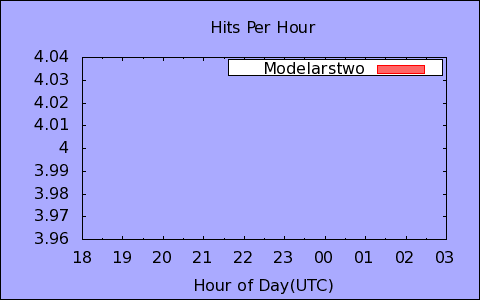 Hits Per Hour
Modelarstwo
4.04
4.03
4.02
4.01
4
3.99
3.98
3.97
3.96
18 19 20 21 22 23 00 01 02 03
Hour of Day(UTC)